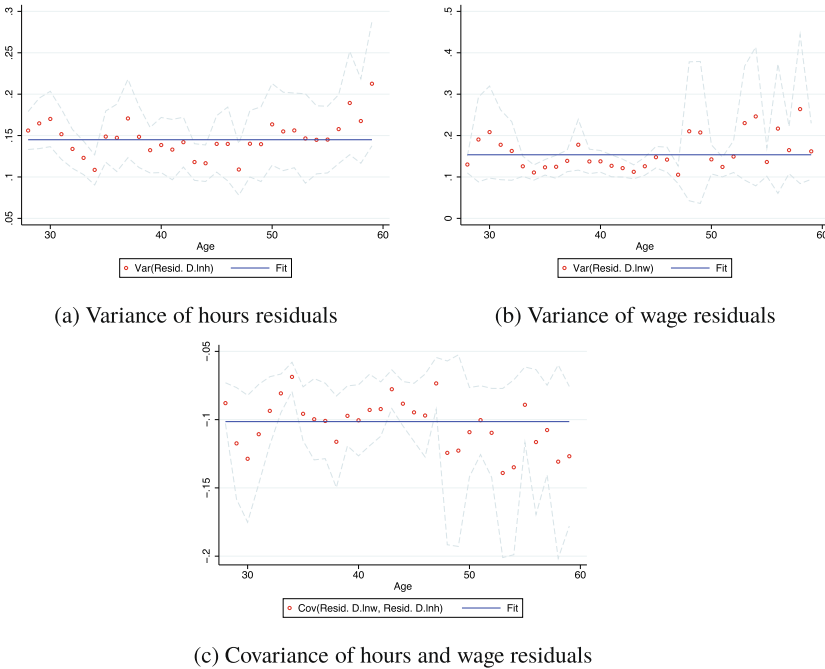 .3
.25
.2
.15
.1
.05
30
40
50
60
Age
Var(Resid. D.lnh)
Fit
(a) Variance of hours residuals
.5
.4
.3
.2
.1
0
30
40
50
60
Age
Var(Resid. D.lnw)
Fit
(b) Variance of wage residuals
-.05
-.1
-.15
-.2
30
40
50
60
Age
Cov(Resid. D.lnw, Resid. D.lnh)
Fit
(c) Covariance of hours and wage residuals